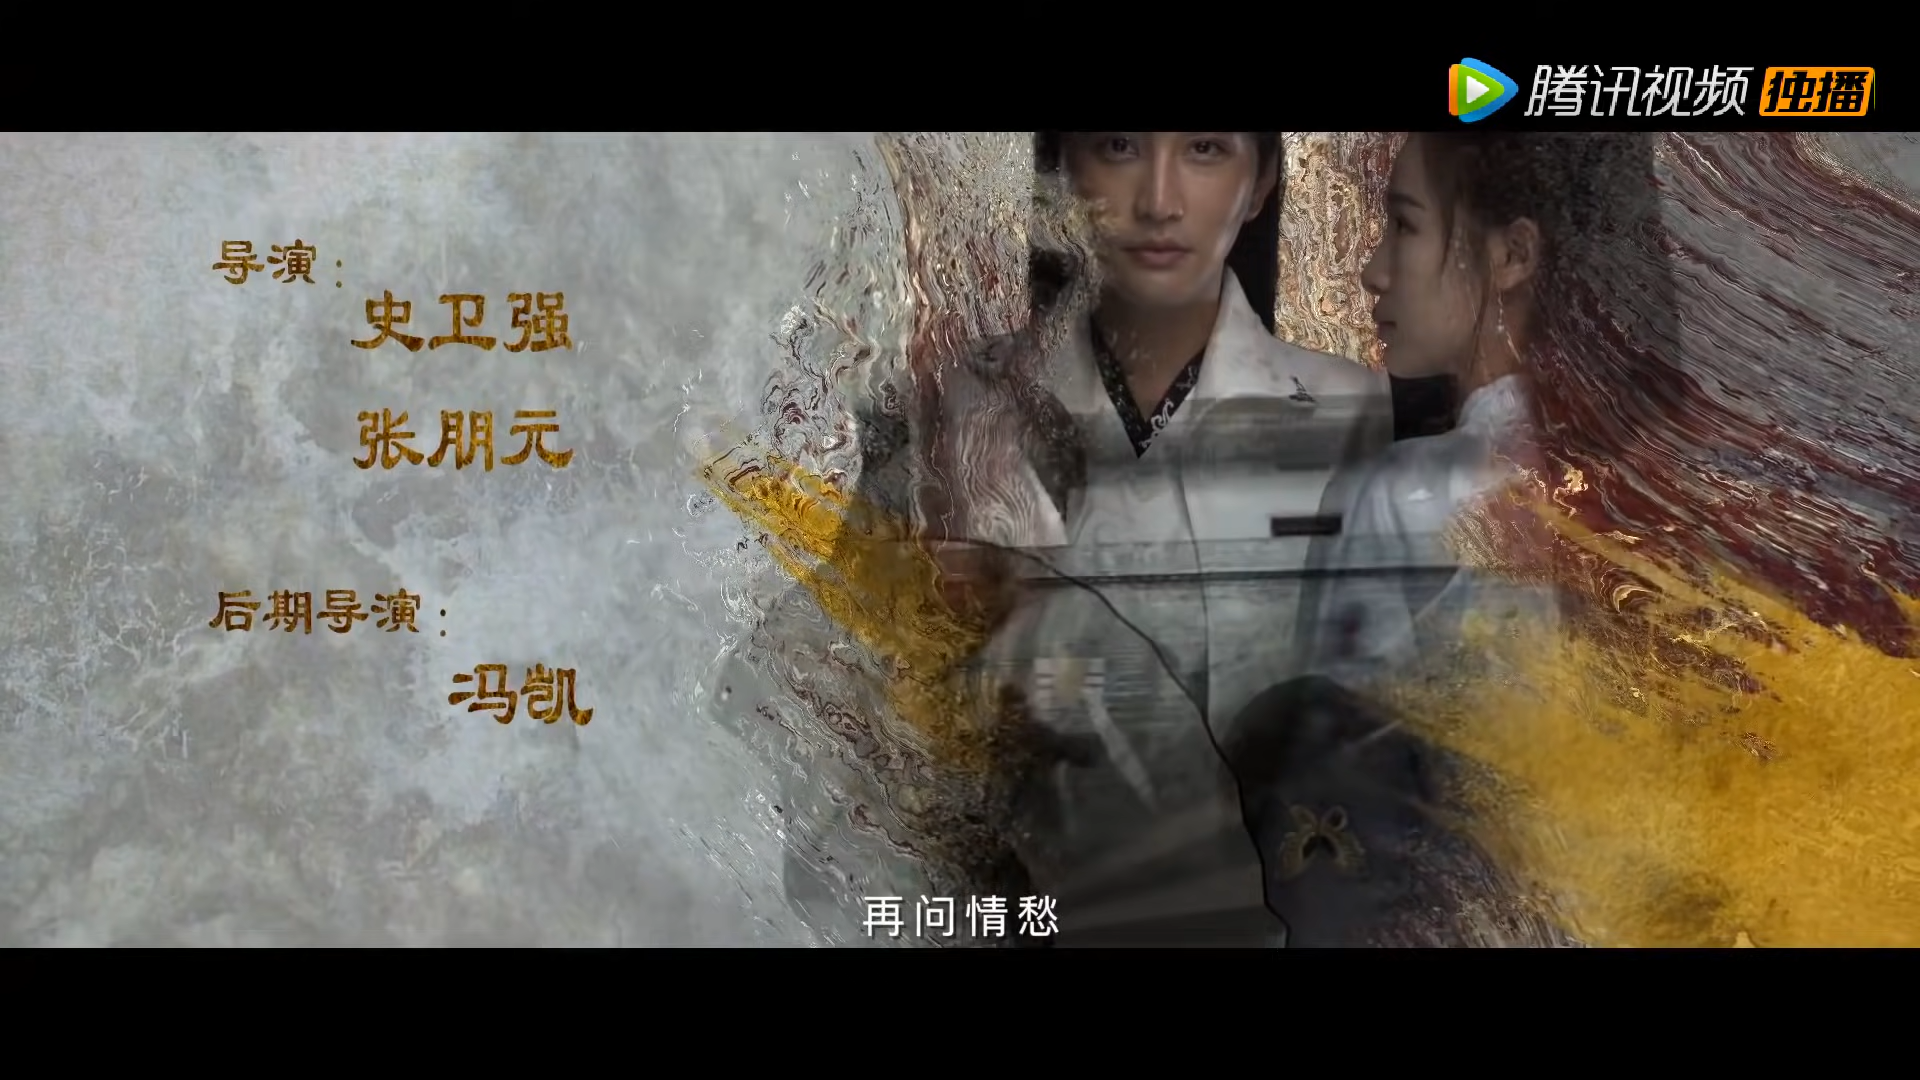 腾讯视频 独播
导演：
史卫强
张朋元
后期导演：
冯凯
再问情愁